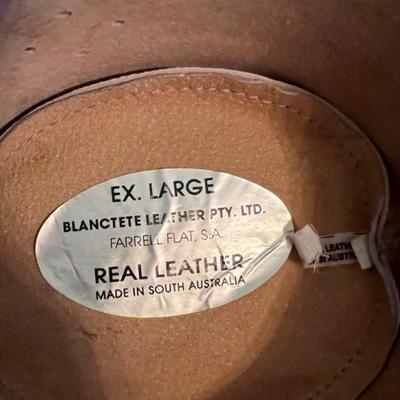 EX. LARGE
BLANCTETE LEATHER PTY. LTD.
FARRELL FLAT, S.A.
REAL LEATHER
MADE IN SOUTH AUSTRALIA